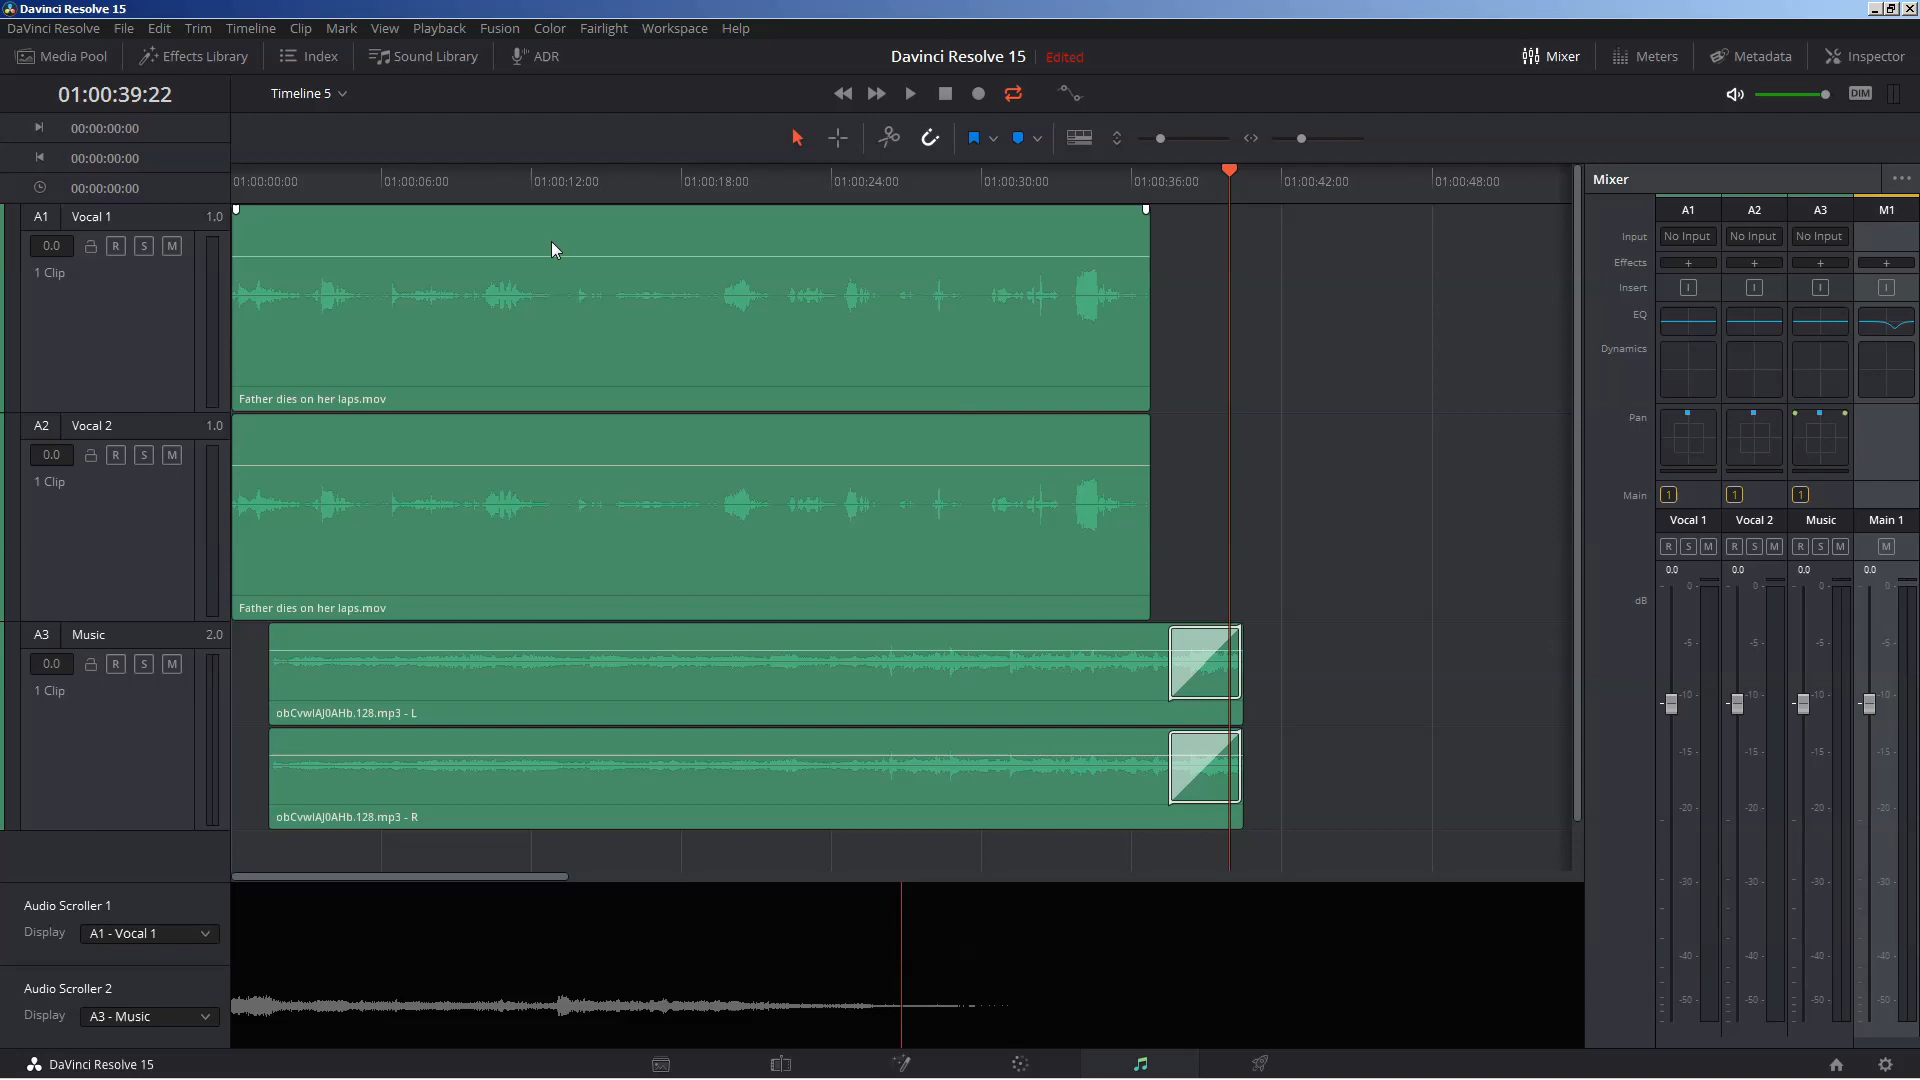 Davinci Resolve 15
DaVinci Resolve File Edit Trim Timeline Clip Mark View Playback Fusion Color Fairlight Workspace Help
Media Pool Effects Library Index Sound Library ADR Davinci Resolve 15 Edited Mixer Meters Metadata Inspector
01:00:39:22 Timeline 5 DIM
00:00:00:00
00:00:00:00
00:00:00:00
01:00:00:00 01:00:06:00 01:00:12:00 01:00:18:00 01:00:24:00 01:00:30:00 01:00:36:00 01:00:42:00 01:00:48:00
A1 Vocal 1 1.0
0.0 R S M
1 Clip
Father dies on her laps.mov
A2 Vocal 2 1.0
0.0 R S M
1 Clip
Father dies on her laps.mov
A3 Music 2.0
0.0 R S M
1 Clip
obCvwIAJ0AHb.128.mp3 - L
obCvwIAJ0AHb.128.mp3 - R
Mixer
A1 A2 A3 M1
Input No Input No Input No Input
Effects + + + +
Insert I I I I
EQ
Dynamics
Pan
Main 1 1 1
Vocal 1 Vocal 2 Music Main 1
R S M R S M R S M M
0.0 0.0 0.0 0.0
dB
0- 0- 0- 0-
-5- -5- -5- -5-
-10- -10- -10- -10-
-15- -15- -15- -15-
-20- -20- -20- -20-
-30- -30- -30- -30-
-40- -40- -40- -40-
-50- -50- -50- -50-
Audio Scroller 1
Display A1 - Vocal 1
Audio Scroller 2
Display A3 - Music
DaVinci Resolve 15